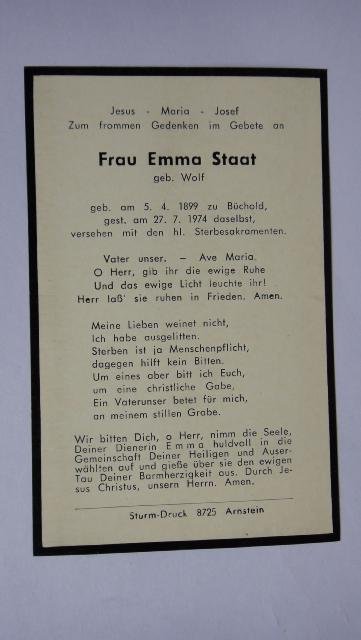 Jesus - Maria - Josef
Zum frommen Gedenken im Gebete an
Frau Emma Staat
geb. Wolf
geb. am 5. 4. 1899 zu Büchold,
gest. am 27. 7. 1974 daselbst,
versehen mit den hl. Sterbesakramenten.
Vater unser. – Ave Maria.
O Herr, gib ihr die ewige Ruhe
Und das ewige Licht leuchte ihr!
Herr laß' sie ruhen in Frieden. Amen.
Meine Lieben weinet nicht,
Ich habe ausgelitten.
Sterben ist ja Menschenpflicht,
dagegen hilft kein Bitten.
Um eines aber bitt ich Euch,
um eine christliche Gabe,
Ein Vaterunser betet für mich,
an meinem stillen Grabe.
Wir bitten Dich, o Herr, nimm die Seele,
Deiner Dienerin Emma huldvoll in die
Gemeinschaft Deiner Heiligen und Auser-
wählten auf und gieße über sie den ewigen
Tau Deiner Barmherzigkeit aus. Durch Je-
sus Christus, unsern Herrn. Amen.
Sturm-Druck 8725 Arnstein